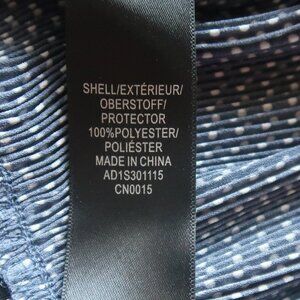 SHELL/EXTÉRIEUR/
OBERSTOFF/
PROTECTOR
100%POLYESTER/
POLIÉSTER
MADE IN CHINA
AD1S301115
CN0015